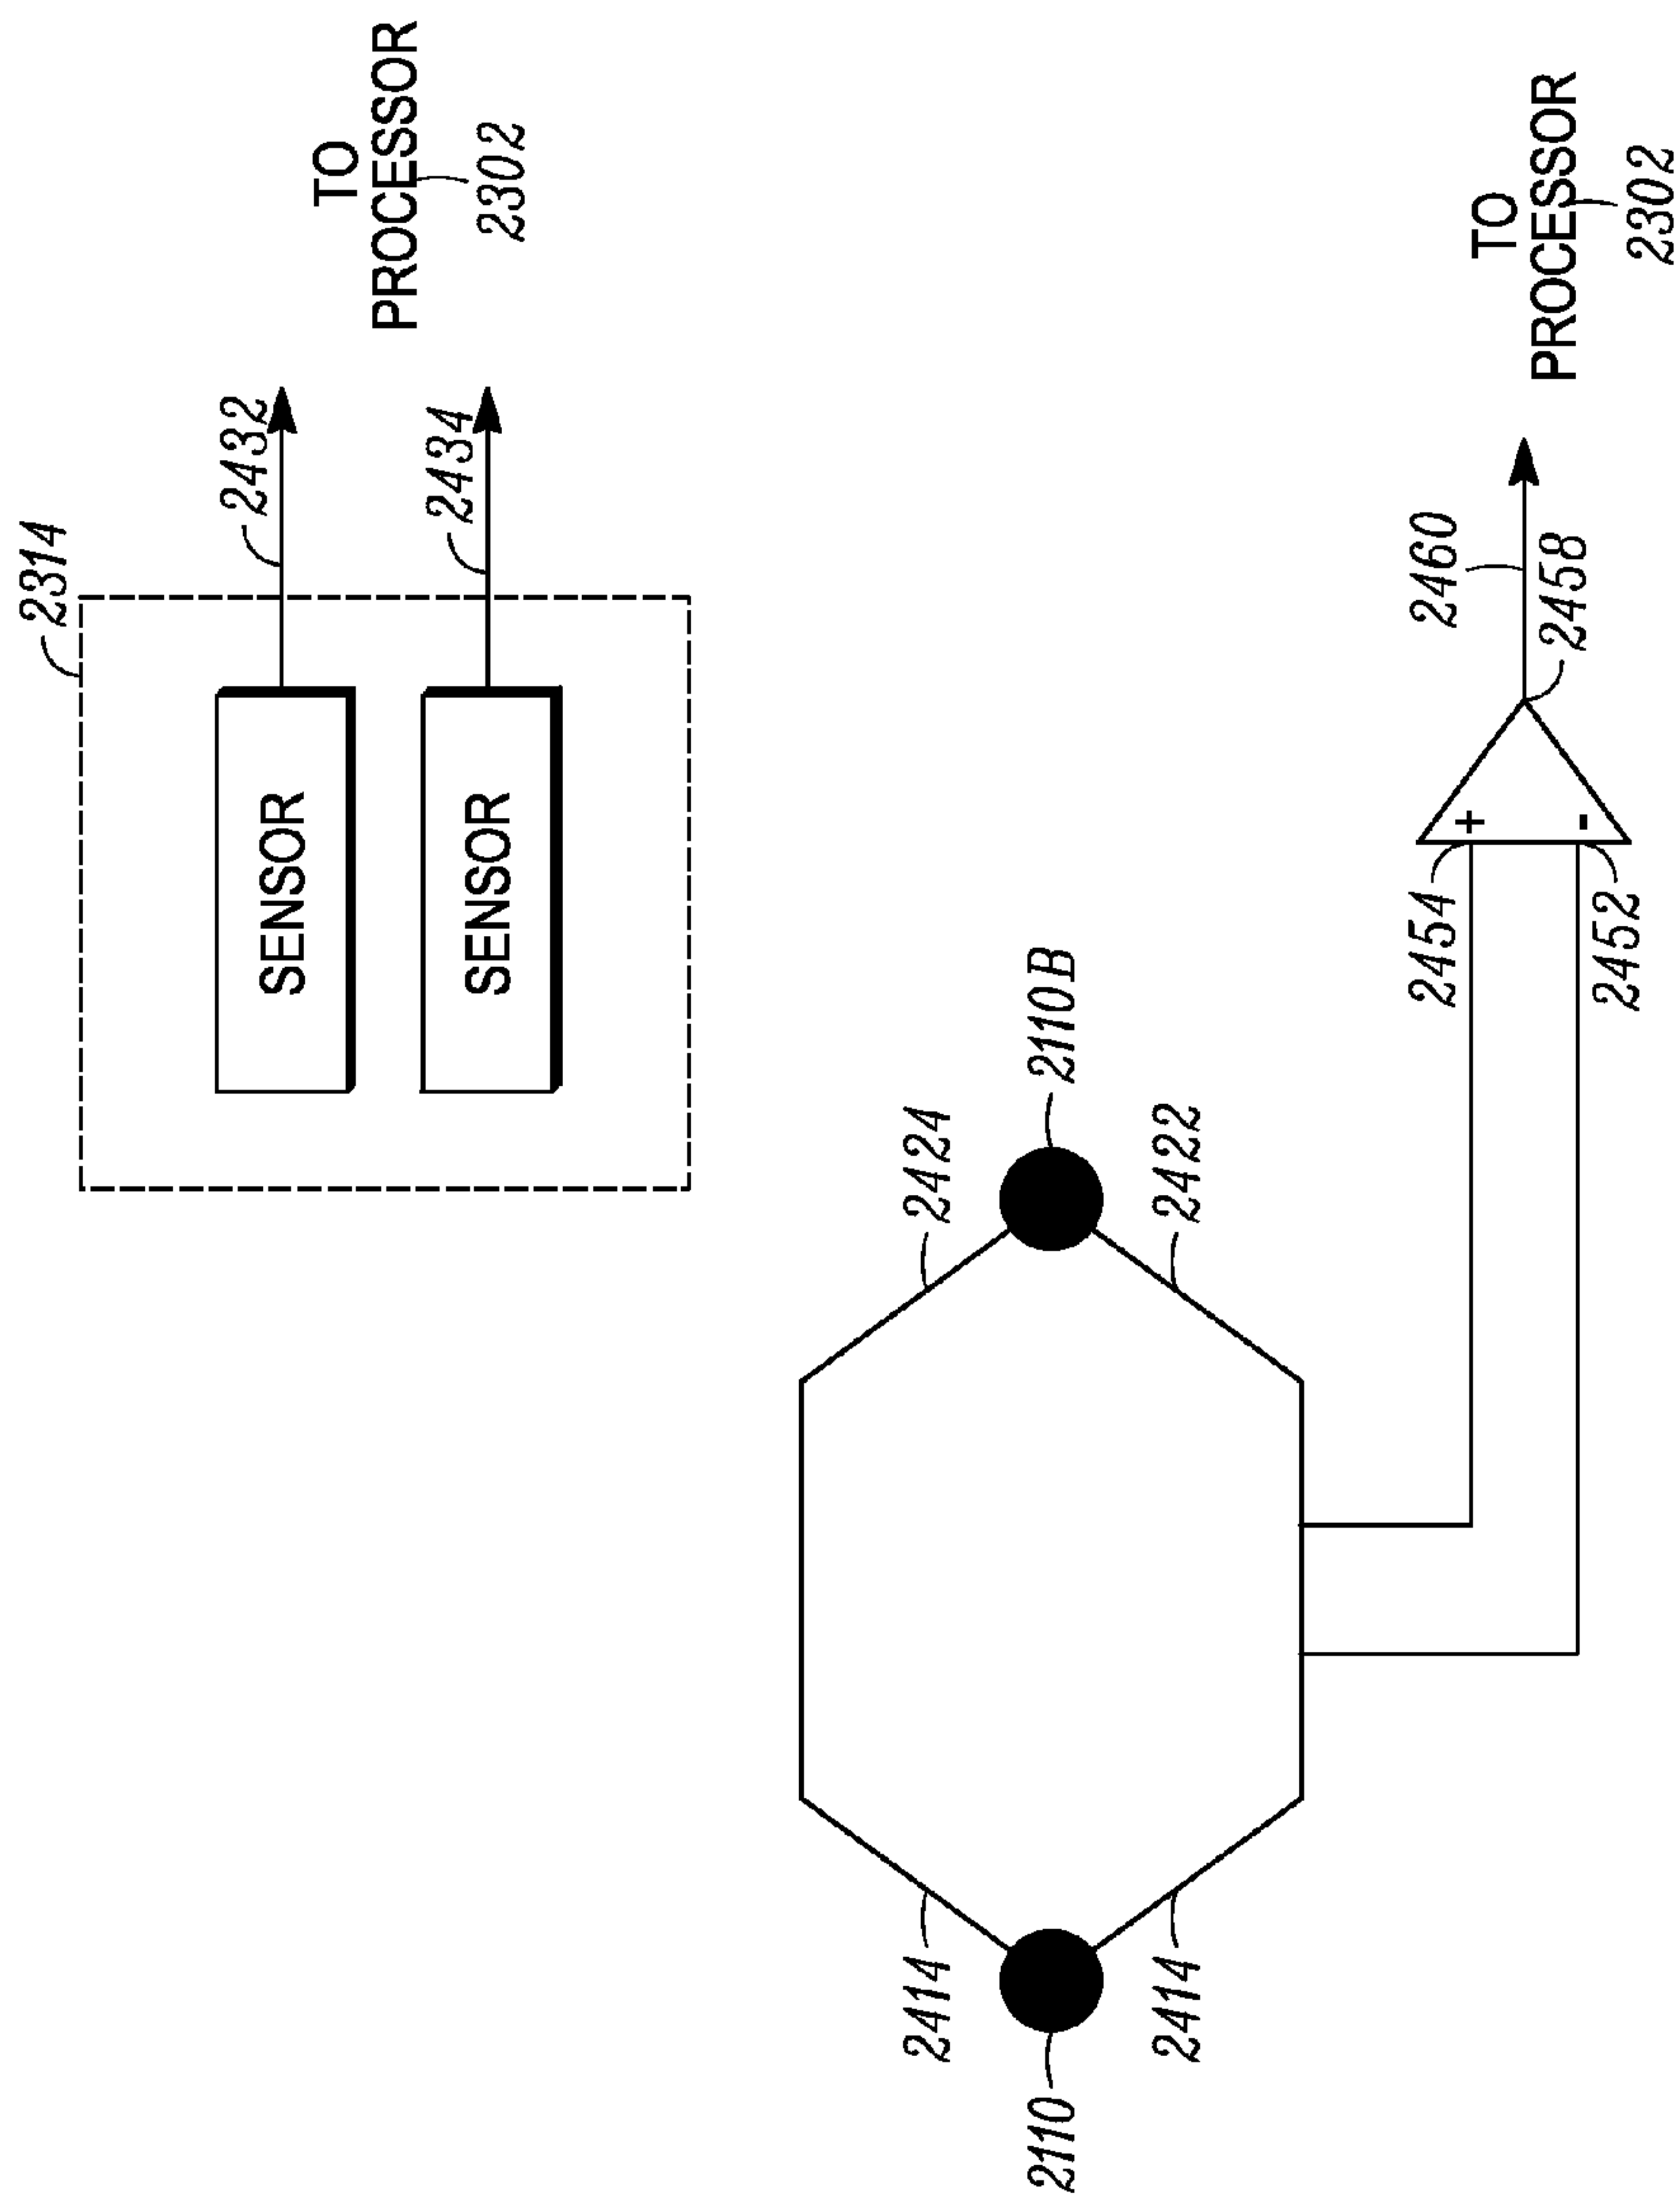 2314
2432
2434
TO
PROCESSOR
2302
SENSOR
SENSOR
2110
2414
2414
2424
2422
2110B
2454
2452
+
-
2460
2458
TO
PROCESSOR
2302